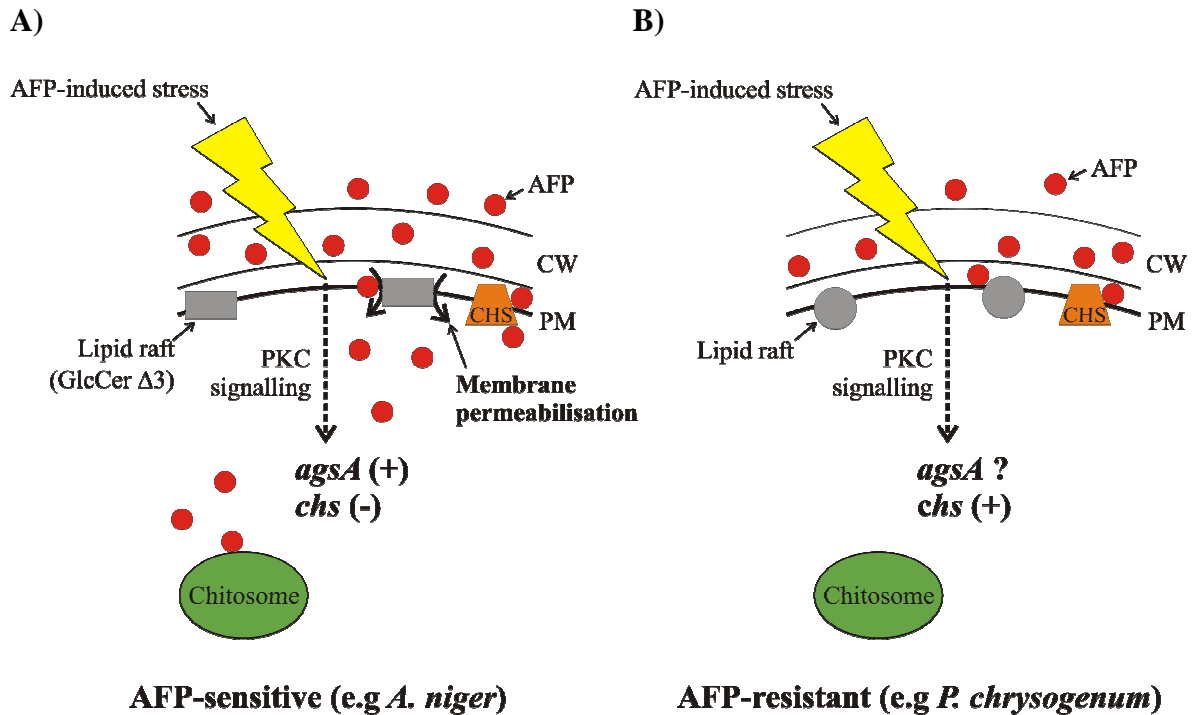 A)
AFP-induced stress
AFP
CW
CHS
PM
Lipid raft
(GlcCer Δ3)
PKC
signalling
Membrane
permeabilisation
agsA (+)
chs (-)
Chitosome
AFP-sensitive (e.g A. niger)
B)
AFP-induced stress
AFP
CW
CHS
PM
Lipid raft
PKC
signalling
agsA ?
chs (+)
Chitosome
AFP-resistant (e.g P. chrysogenum)